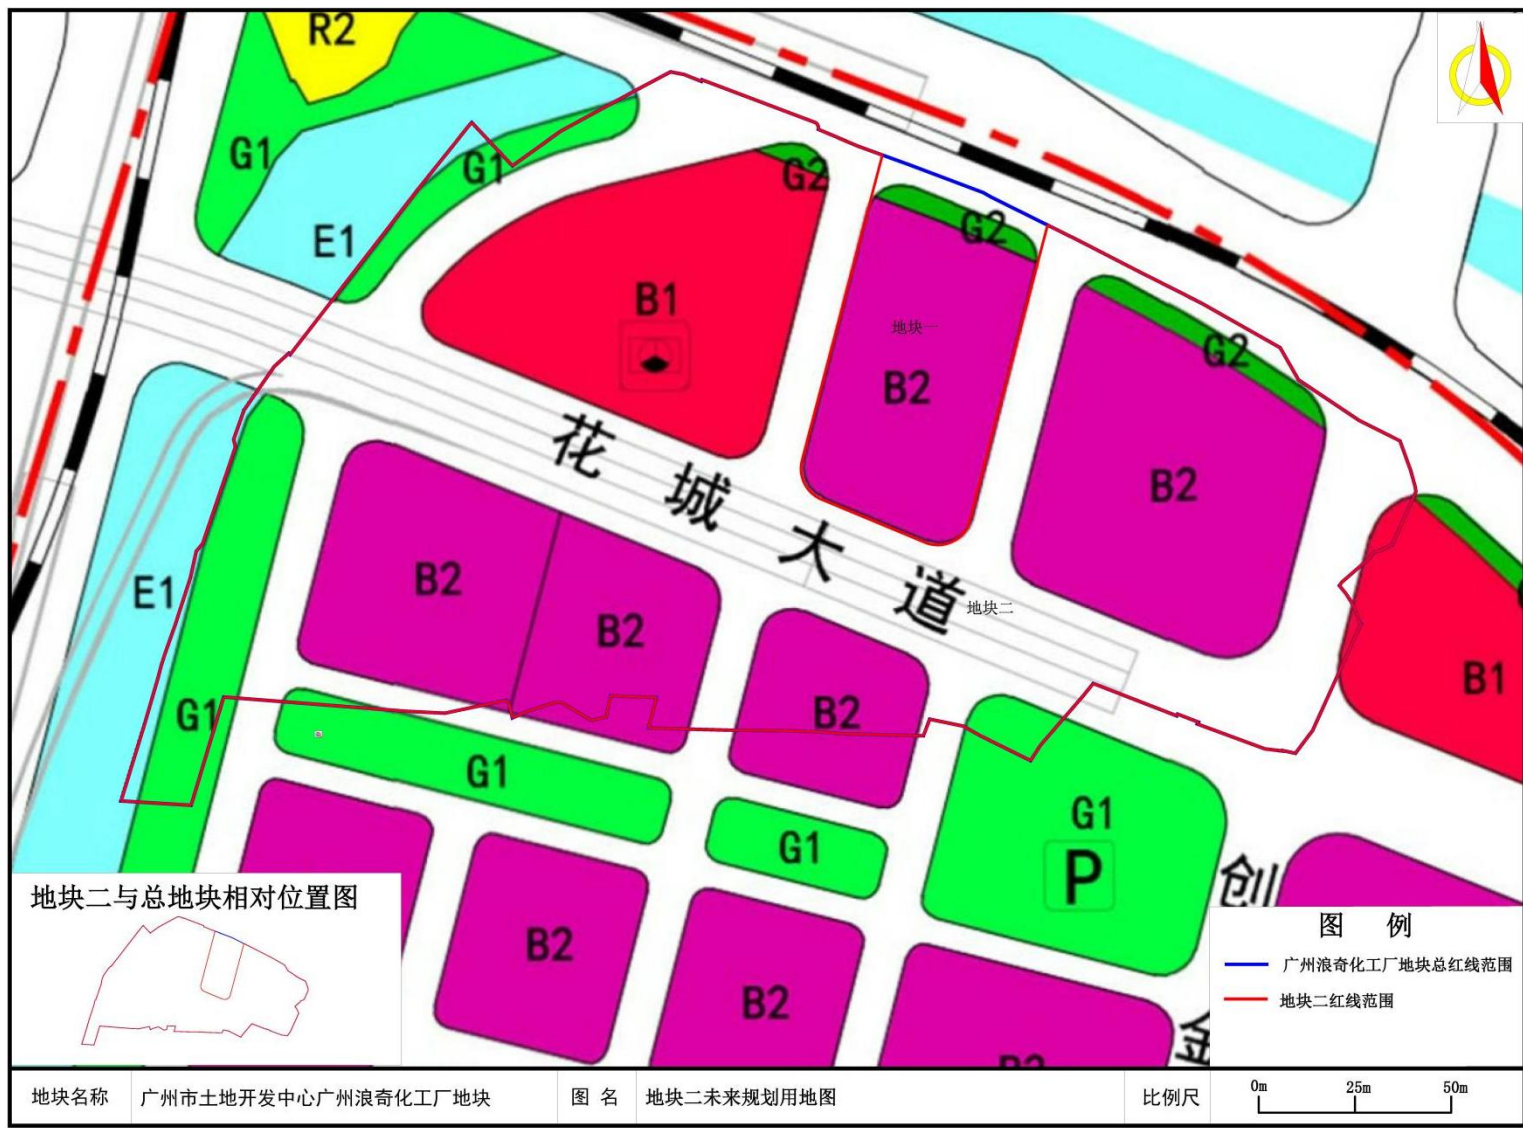 R2
G1
G1
G2
E1
G2
B1
地块一
G2
B2
花城大道
B2
B2
E1
地块二
B2
B2
B1
G1
G1
G1
G1
P
B2
B2
创
金
地块二与总地块相对位置图
图 例
广州浪奇化工厂地块总红线范围
地块二红线范围
地块名称 广州市土地开发中心广州浪奇化工厂地块 图 名 地块二未来规划用地图 比例尺 0m 25m 50m